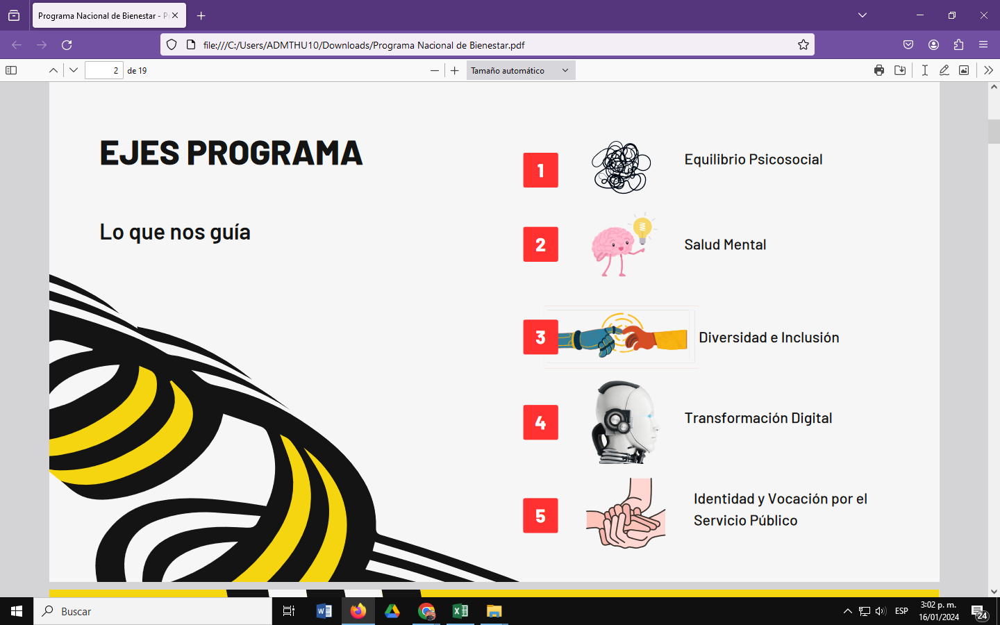 Programa Nacional de Bienestar - P
file:///C:/Users/ADMTHU10/Downloads/Programa Nacional de Bienestar.pdf
2 de 19
Tamaño automático
EJES PROGRAMA
Lo que nos guía
1 Equilibrio Psicosocial
2 Salud Mental
3 Diversidad e Inclusión
4 Transformación Digital
5 Identidad y Vocación por el
Servicio Público
Buscar
ESP
3:02 p. m.
16/01/2024
24